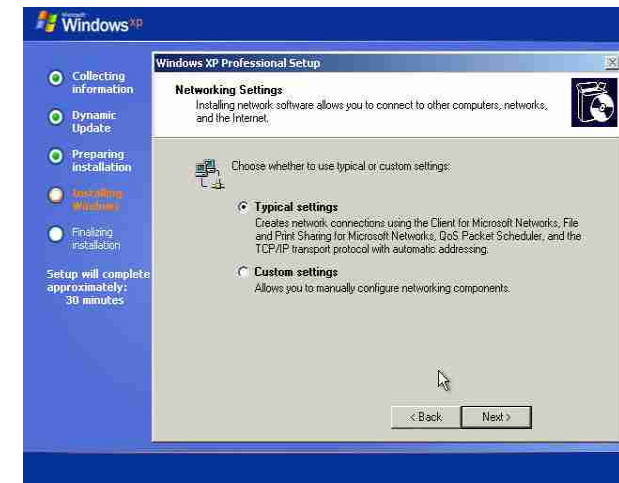 Microsoft
Windows xp
Collecting
information
Dynamic
Update
Preparing
installation
Installing
Windows
Finalizing
installation
Setup will complete
approximately:
30 minutes
Windows XP Professional Setup
Networking Settings
Installing network software allows you to connect to other computers, networks,
and the Internet.
Choose whether to use typical or custom settings:
Typical settings
Creates network connections using the Client for Microsoft Networks, File
and Print Sharing for Microsoft Networks, QoS Packet Scheduler, and the
TCP/IP transport protocol with automatic addressing.
Custom settings
Allows you to manually configure networking components.
< Back
Next >